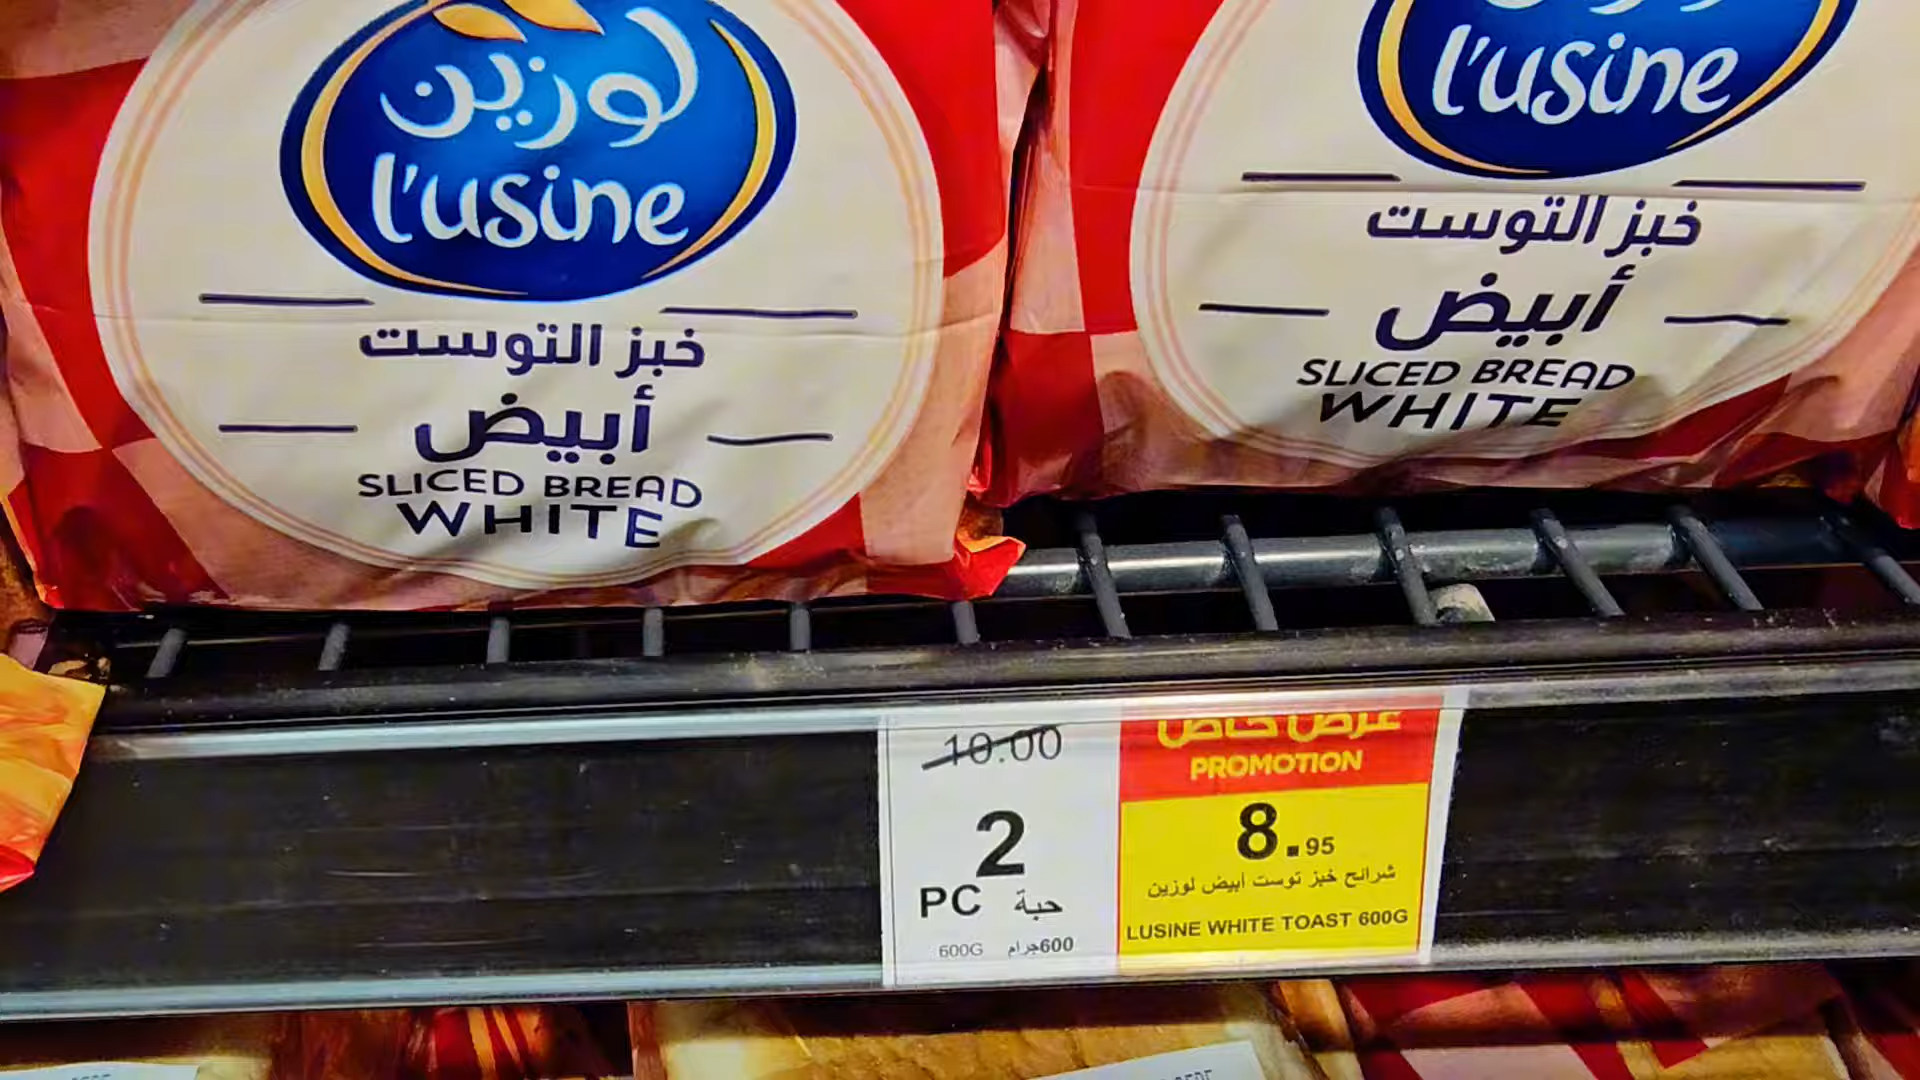 لوزين
l'usine
خبز التوست
أبيض
SLICED BREAD
WHITE
l'usine
خبز التوست
أبيض
SLICED BREAD
WHITE
10.00
2
PC حبة
600G 600جرام
عرض خاص
PROMOTION
8.95
شرائح خبز توست أبيض لوزين
LUSINE WHITE TOAST 600G